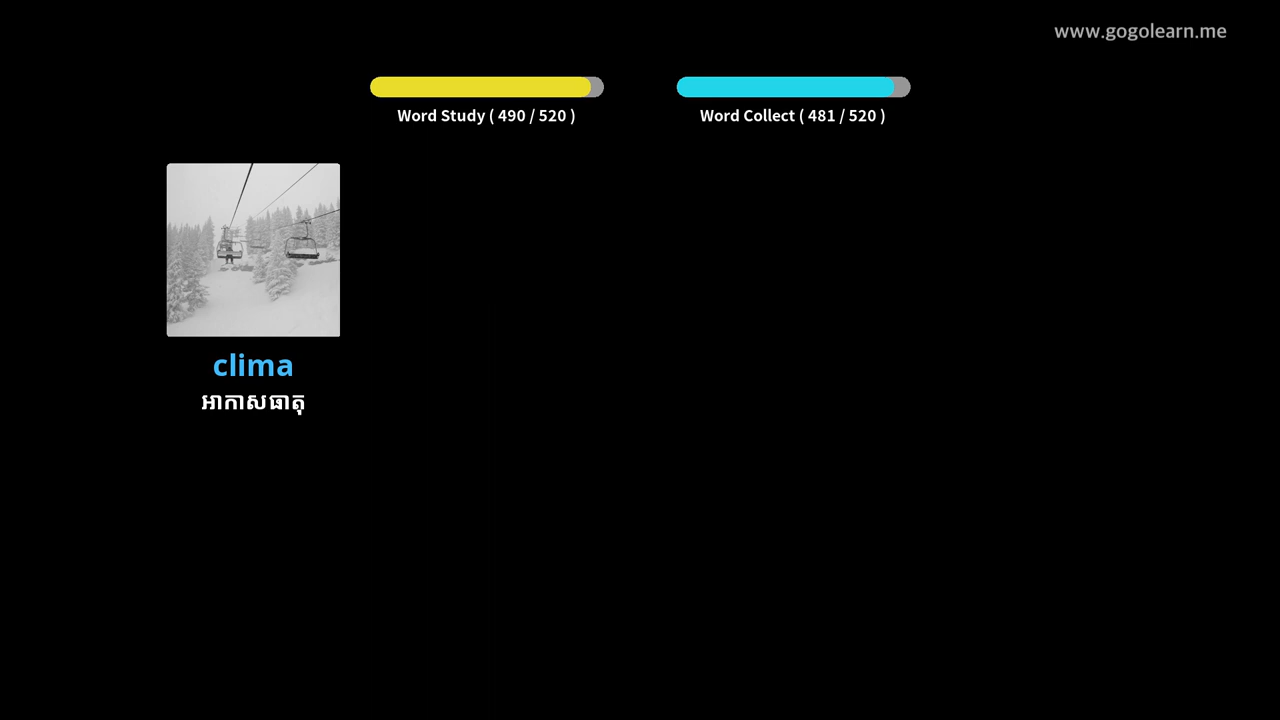 www.gogolearn.me
Word Study ( 490 / 520 )
Word Collect ( 481 / 520 )
clima
អាកាសធាតុ